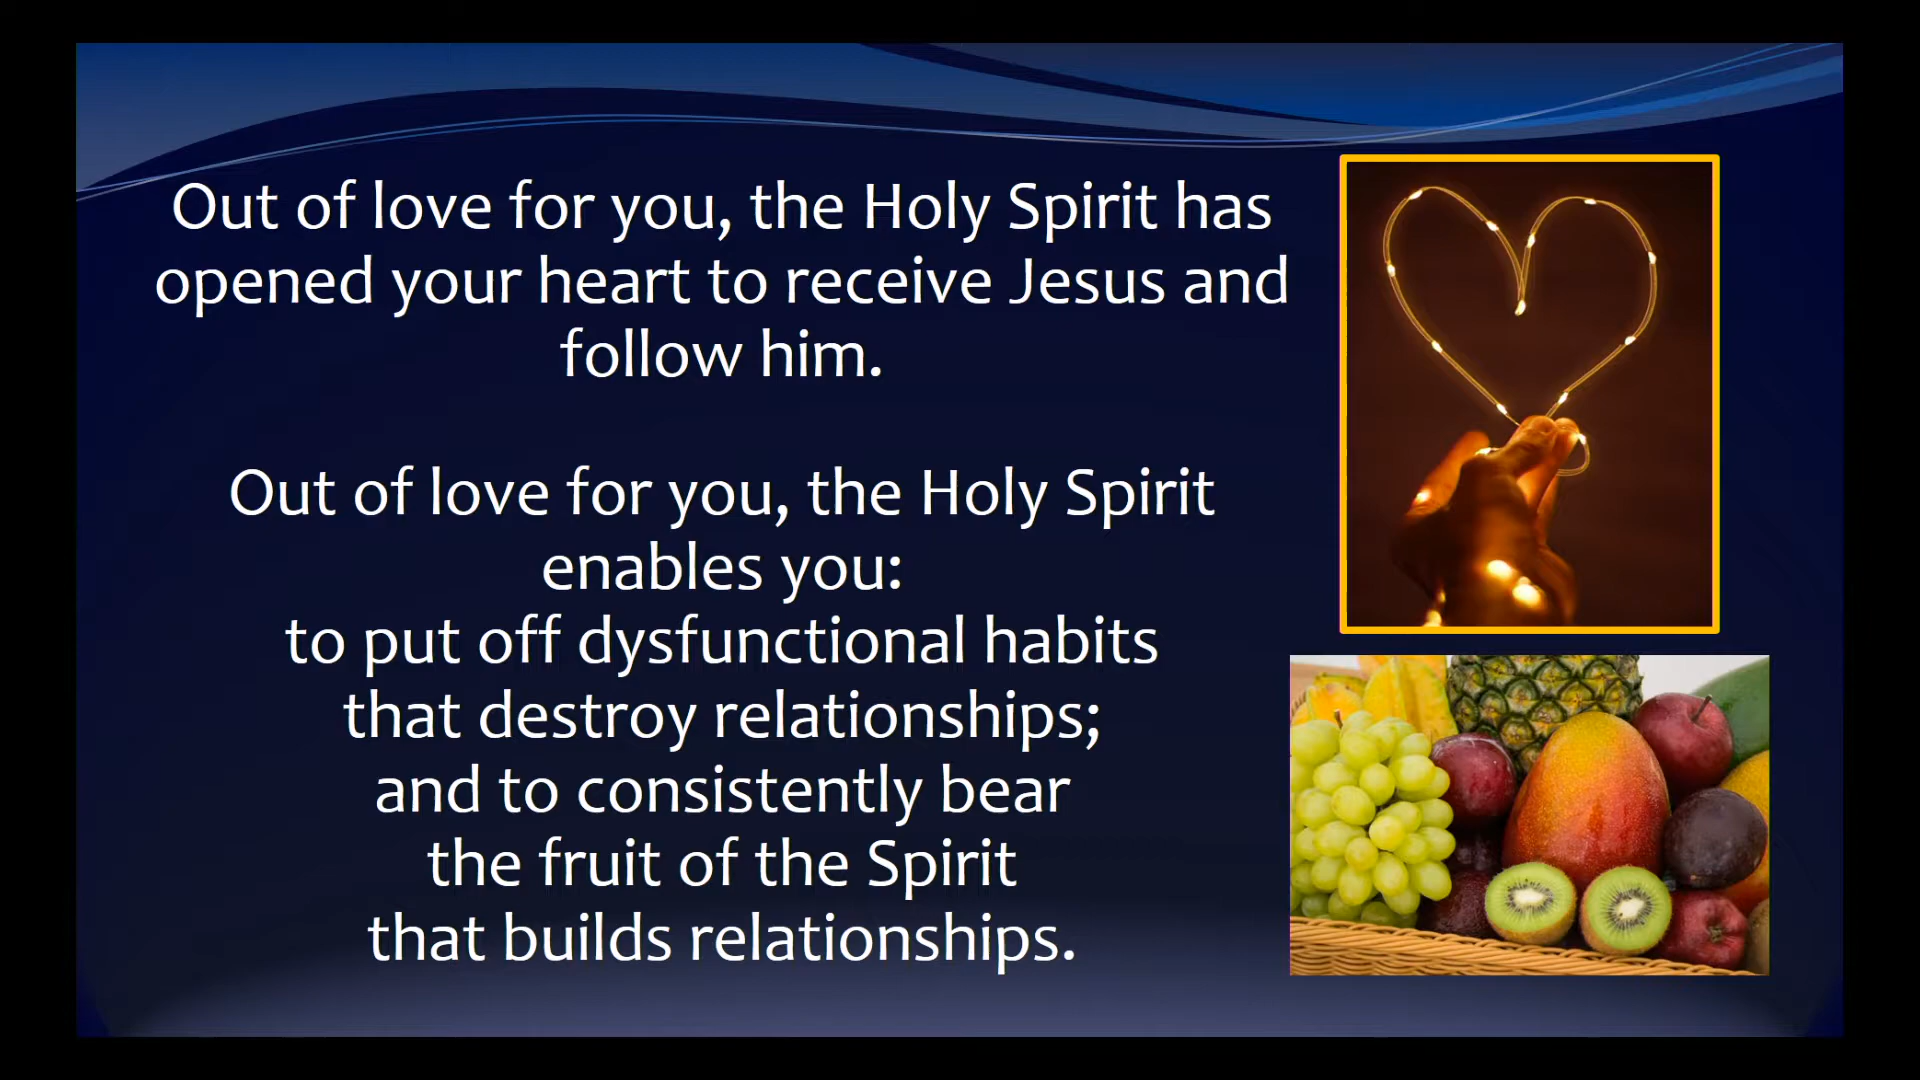 Out of love for you, the Holy Spirit has
opened your heart to receive Jesus and
follow him.
Out of love for you, the Holy Spirit
enables you:
to put off dysfunctional habits
that destroy relationships;
and to consistently bear
the fruit of the Spirit
that builds relationships.